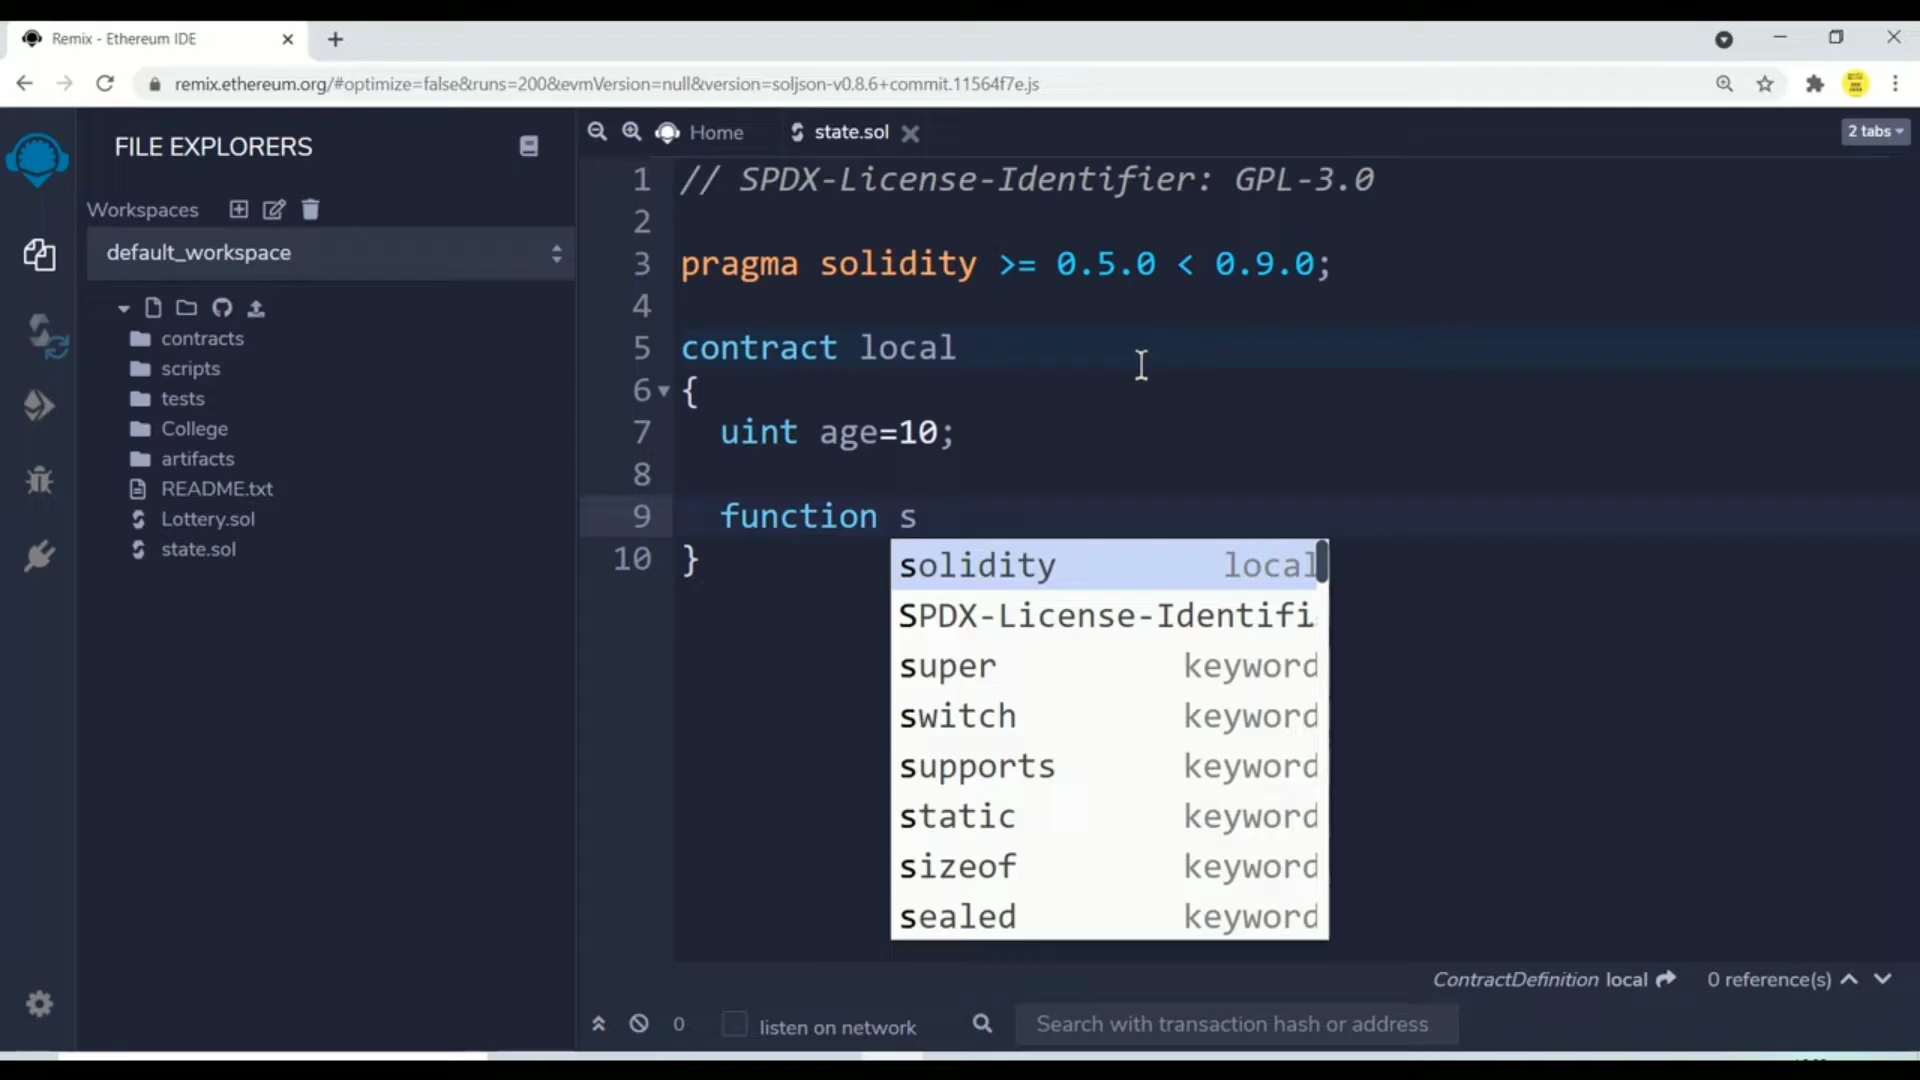 Remix - Ethereum IDE
remix.ethereum.org/#optimize=false&runs=200&evmVersion=null&version=soljson-v0.8.6+commit.11564f7e.js
FILE EXPLORERS
Workspaces
default_workspace
contracts
scripts
tests
College
artifacts
README.txt
Lottery.sol
state.sol
Home
state.sol
2 tabs
1 // SPDX-License-Identifier: GPL-3.0
2
3 pragma solidity >= 0.5.0 < 0.9.0;
4
5 contract local
6 {
7 uint age=10;
8
9 function s
10 }
solidity local
SPDX-License-Identifi
super keyword
switch keyword
supports keyword
static keyword
sizeof keyword
sealed keyword
ContractDefinition local 0 reference(s)
0 listen on network Search with transaction hash or address